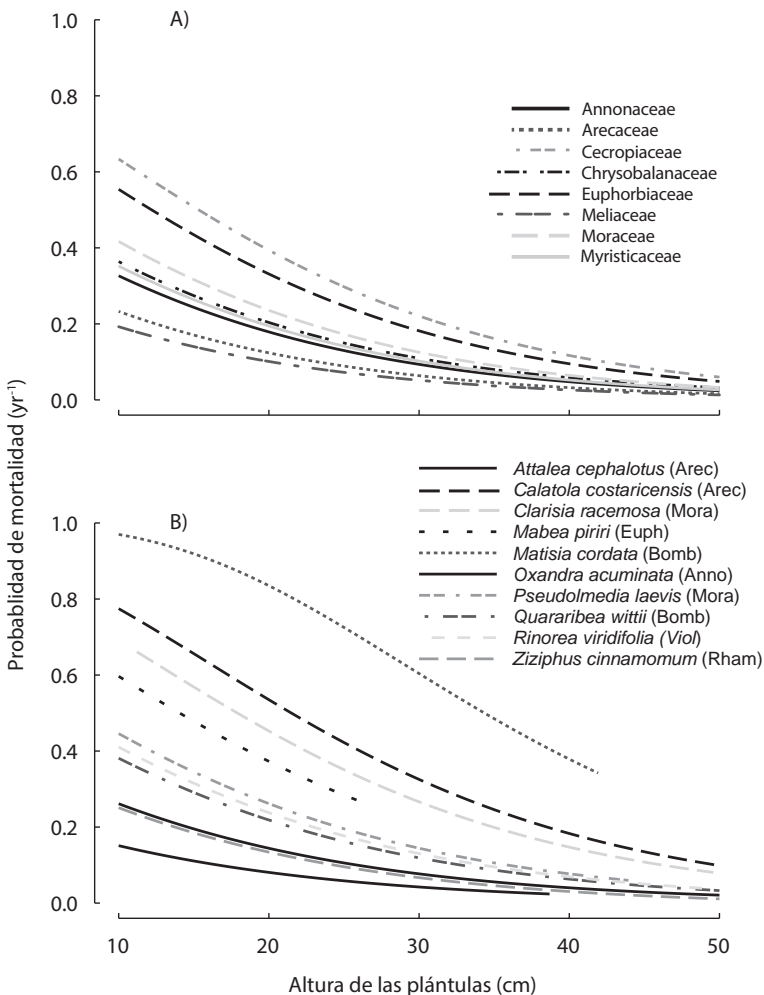 A)
1.0
0.8
0.6
0.4
0.2
0.0
Annonaceae
Arecaceae
Cecropiaceae
Chrysobalanaceae
Euphorbiaceae
Meliaceae
Moraceae
Myristicaceae
Probablidad de mortalidad (yr-1)
B)
1.0
0.8
0.6
0.4
0.2
0.0
Attalea cephalotus (Arec)
Calatola costaricensis (Arec)
Clarisia racemosa (Mora)
Mabea piriri (Euph)
Matisia cordata (Bomb)
Oxandra acuminata (Anno)
Pseudolmedia laevis (Mora)
Quararibea wittii (Bomb)
Rinorea viridifolia (Viol)
Ziziphus cinnamomum (Rham)
10 20 30 40 50
Altura de las plántulas (cm)